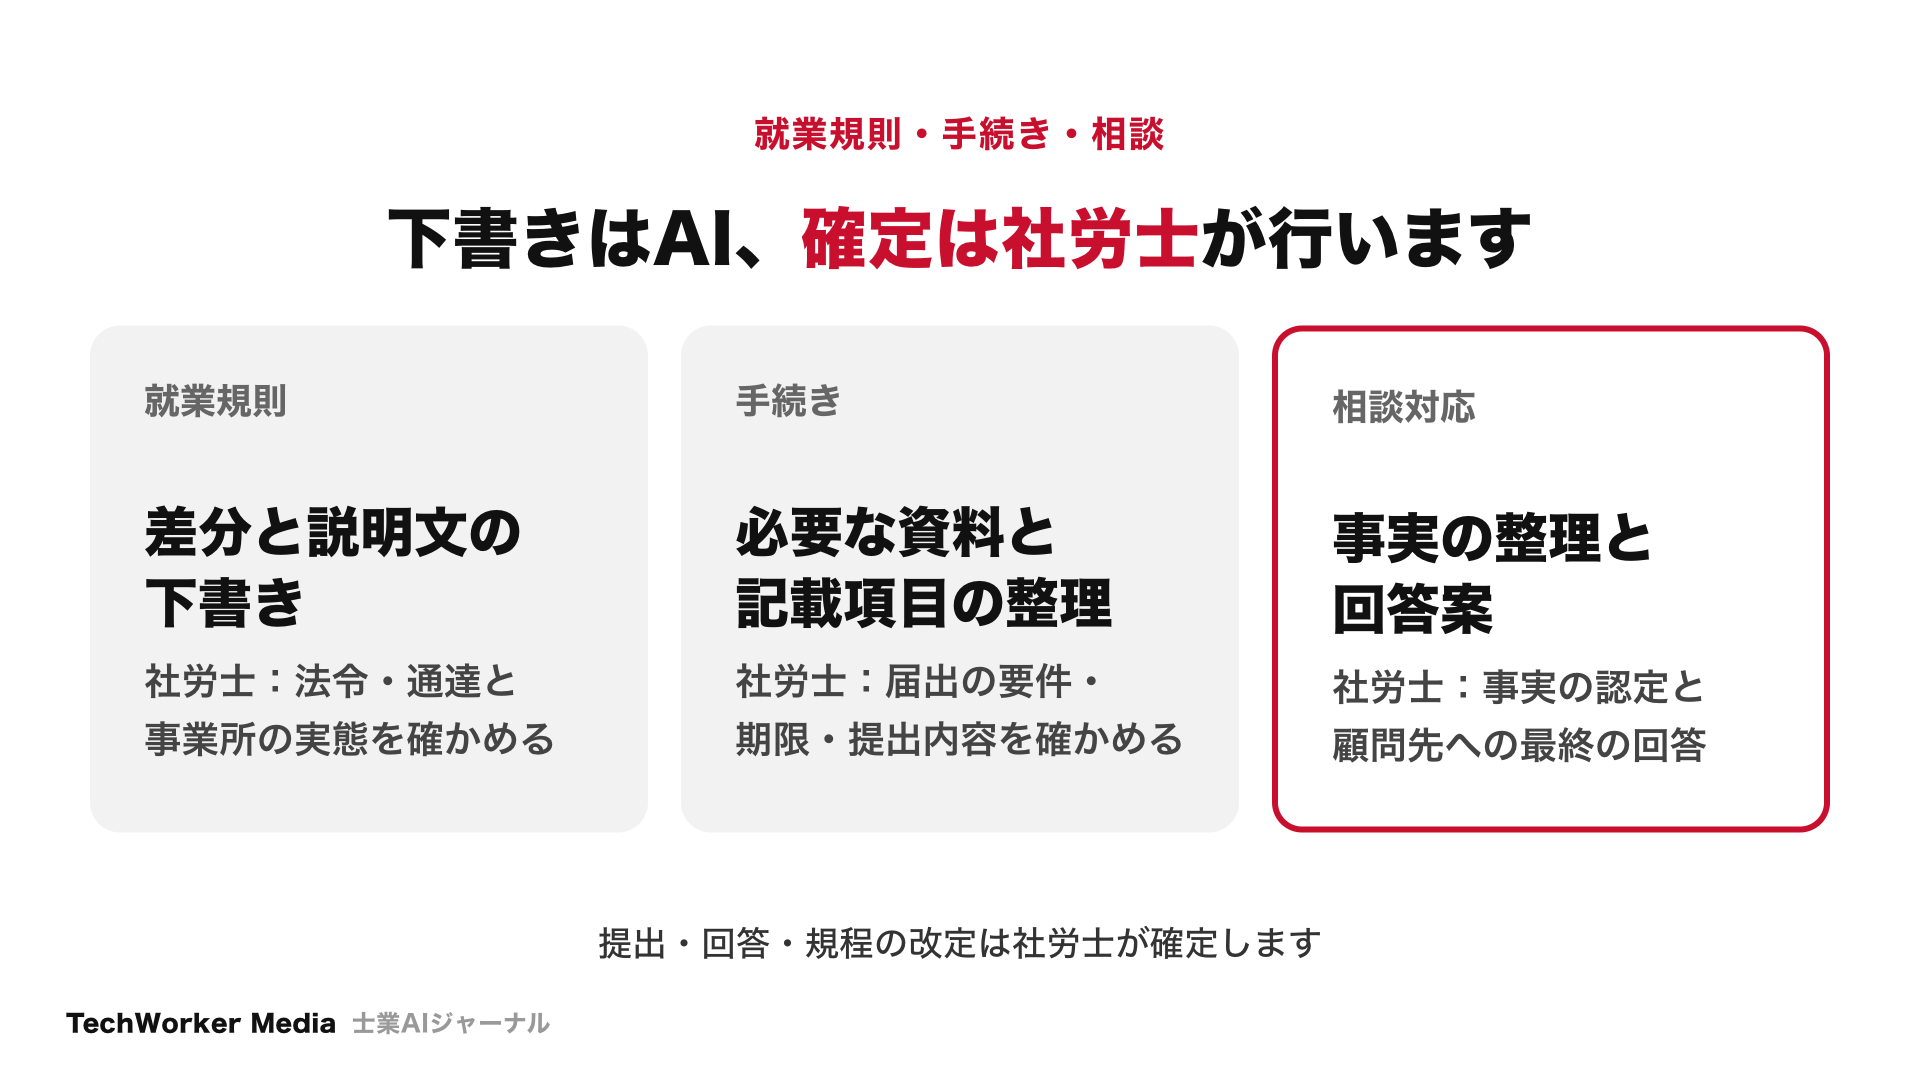 就業規則・手続き・相談
下書きはAI、確定は社労士が行います
就業規則
差分と説明文の
下書き
社労士：法令・通達と
事業所の実態を確かめる
手続き
必要な資料と
記載項目の整理
社労士：届出の要件・
期限・提出内容を確かめる
相談対応
事実の整理と
回答案
社労士：事実の認定と
顧問先への最終の回答
提出・回答・規程の改定は社労士が確定します
TechWorker Media 士業AIジャーナル